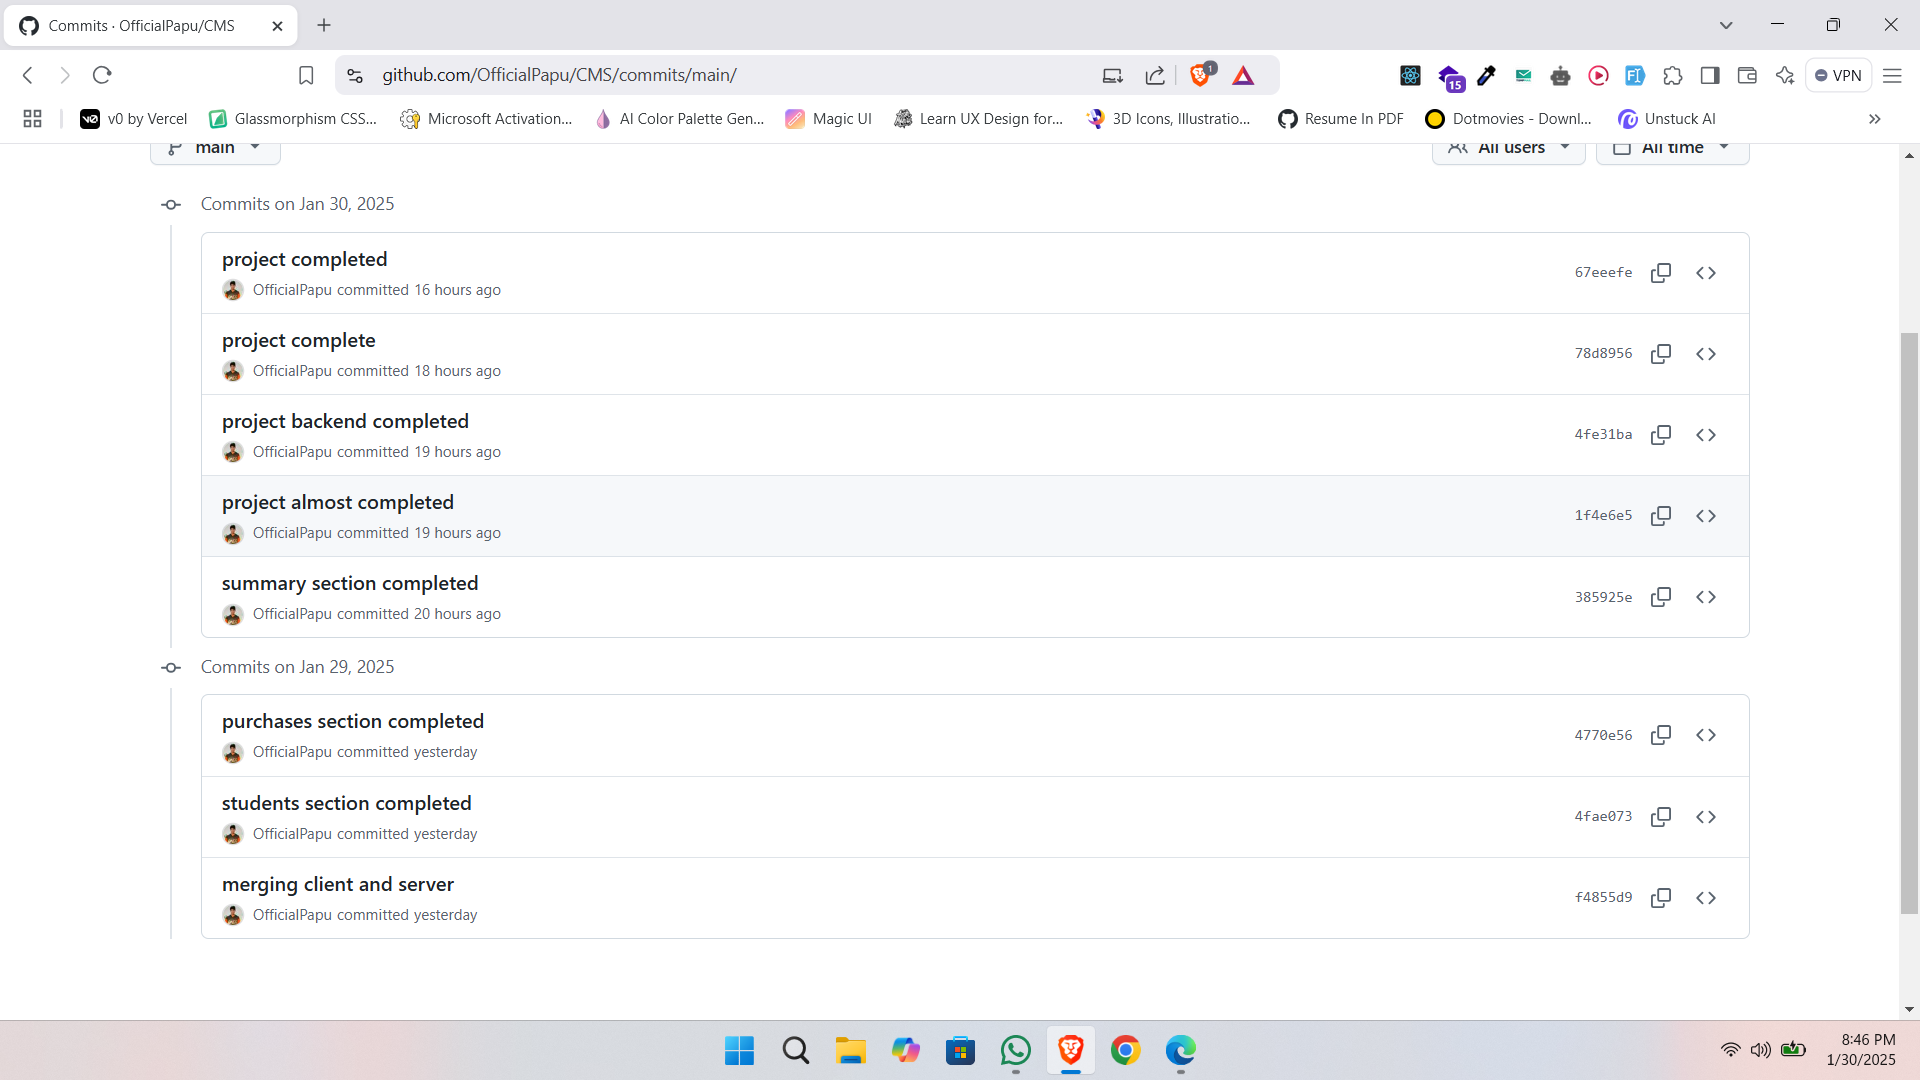 Commits · OfficialPapu/CMS
github.com/OfficialPapu/CMS/commits/main/
1
15
VPN
v0 by Vercel
Glassmorphism CSS...
Microsoft Activation...
AI Color Palette Gen...
Magic UI
Learn UX Design for...
3D Icons, Illustratio...
Resume In PDF
Dotmovies - Downl...
Unstuck AI
main
All users
All time
Commits on Jan 30, 2025
project completed
OfficialPapu committed 16 hours ago
67eeefe
project complete
OfficialPapu committed 18 hours ago
78d8956
project backend completed
OfficialPapu committed 19 hours ago
4fe31ba
project almost completed
OfficialPapu committed 19 hours ago
1f4e6e5
summary section completed
OfficialPapu committed 20 hours ago
385925e
Commits on Jan 29, 2025
purchases section completed
OfficialPapu committed yesterday
4770e56
students section completed
OfficialPapu committed yesterday
4fae073
merging client and server
OfficialPapu committed yesterday
f4855d9
8:46 PM
1/30/2025